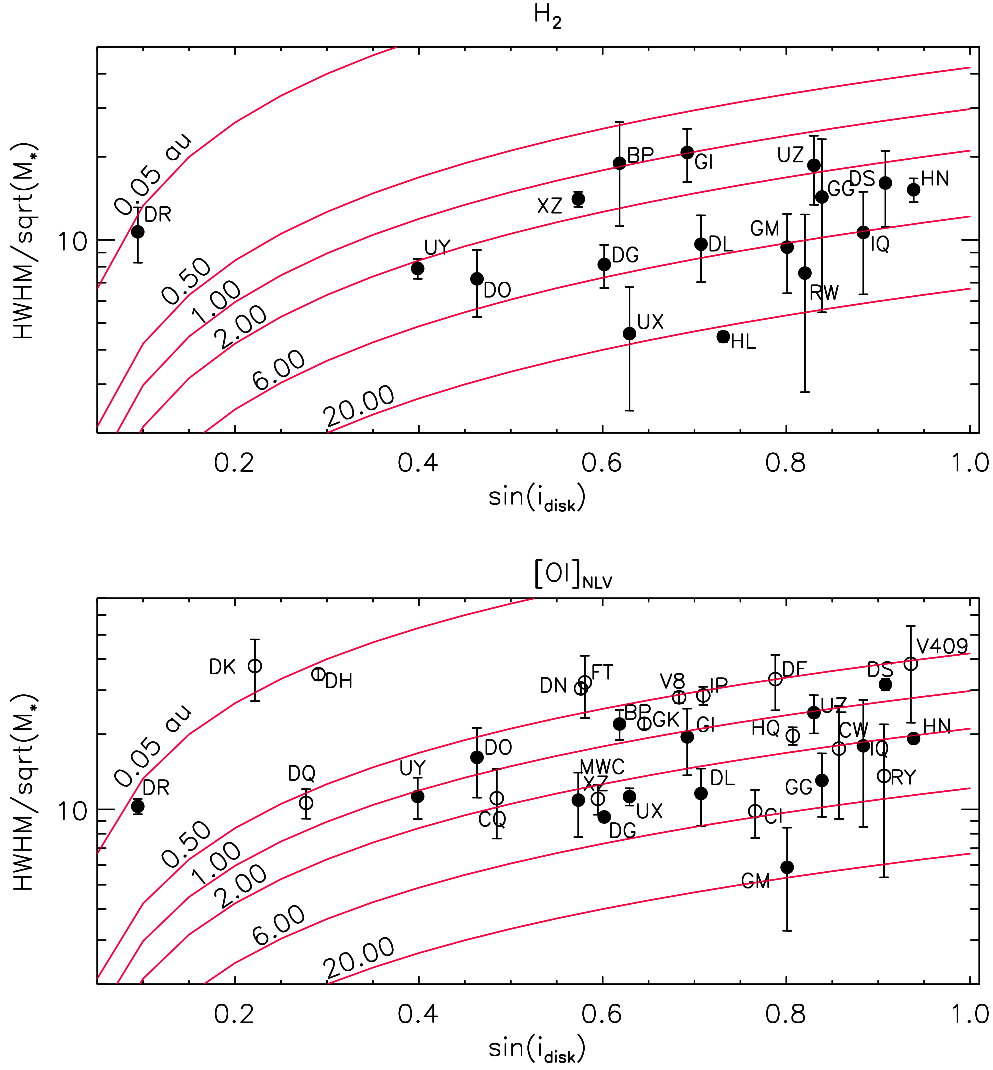 H2
HWHM/sqrt(M*)
10
0.05 au
DR
0.50
1.00
2.00
6.00
20.00
UY
DO
XZ
BP
GI
DG
UX
DL
HL
UZ
GG
GM
RW
DS
HN
IQ
0.2 0.4 0.6 0.8 1.0
sin(idisk)
[OI]NLV
HWHM/sqrt(M*)
10
0.05 au
DK
DH
DR
DQ
0.50
1.00
2.00
6.00
20.00
UY
DO
CQ
DN
FT
BP
GK
V8
IP
GI
MWC
XZ
DG
UX
DL
CI
DF
HQ
UZ
CW
GG
GM
IQ
RY
DS
V409
HN
0.2 0.4 0.6 0.8 1.0
sin(idisk)